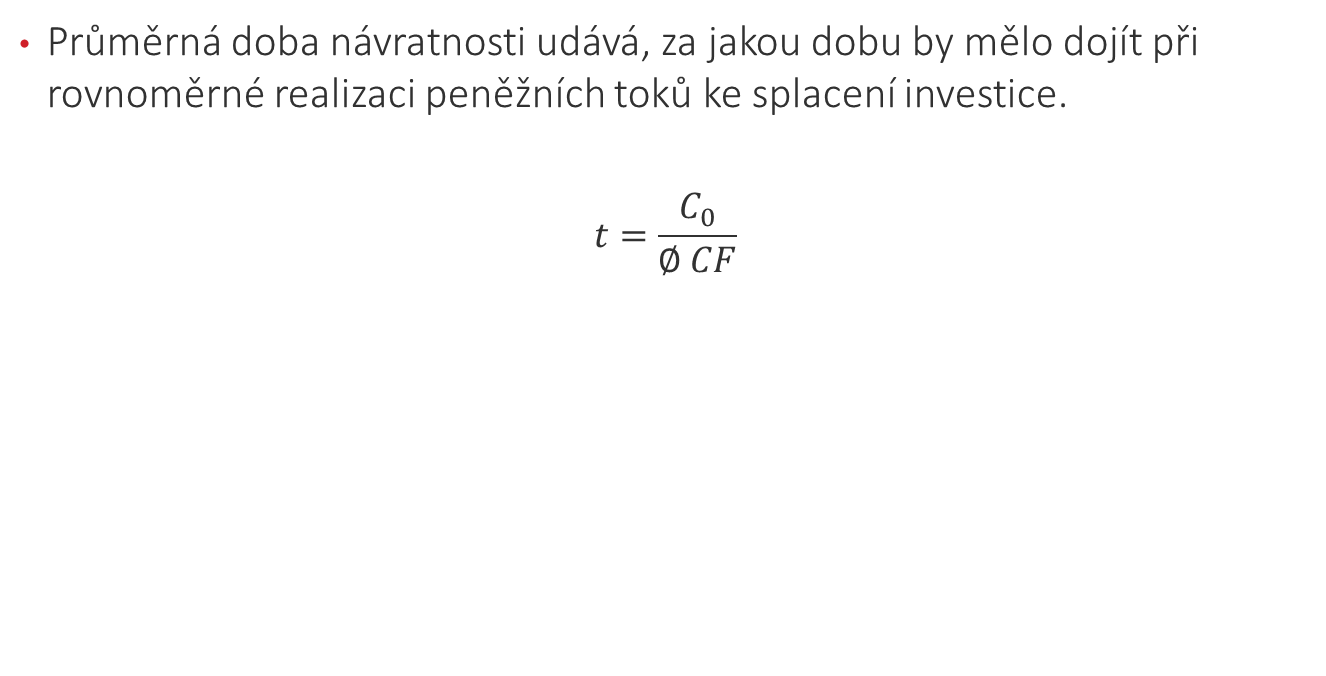 • Průměrná doba návratnosti udává, za jakou dobu by mělo dojít při
rovnoměrné realizaci peněžních toků ke splacení investice.
t = C₀ / ∅ CF